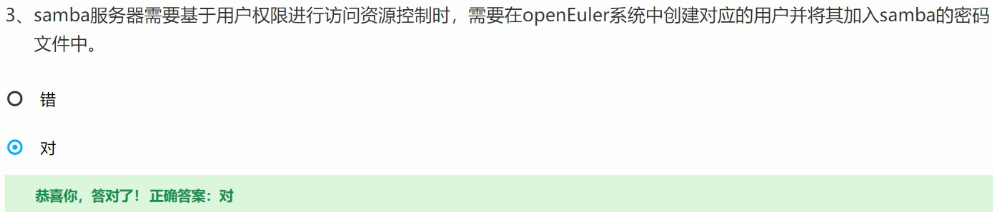 3、samba服务器需要基于用户权限进行访问资源控制时，需要在openEuler系统中创建对应的用户并将其加入samba的密码
文件中。
错
对
恭喜你，答对了！正确答案：对